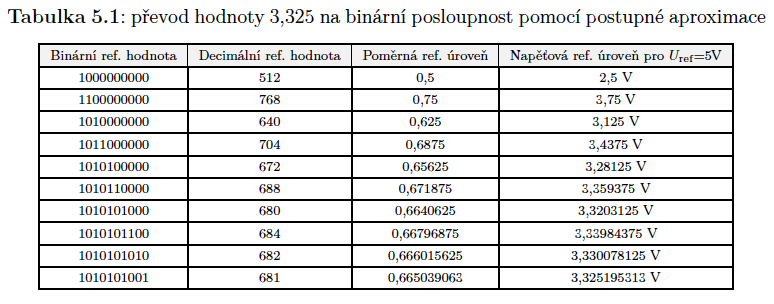 Tabulka 5.1: převod hodnoty 3,325 na binární posloupnost pomocí postupné aproximace
Binární ref. hodnota Decimální ref. hodnota Poměrná ref. úroveň Napěťová ref. úroveň pro Uref=5V
1000000000 512 0,5 2,5 V
1100000000 768 0,75 3,75 V
1010000000 640 0,625 3,125 V
1011000000 704 0,6875 3,4375 V
1010100000 672 0,65625 3,28125 V
1010110000 688 0,671875 3,359375 V
1010101000 680 0,6640625 3,3203125 V
1010101100 684 0,66796875 3,33984375 V
1010101010 682 0,666015625 3,330078125 V
1010101001 681 0,665039063 3,325195313 V